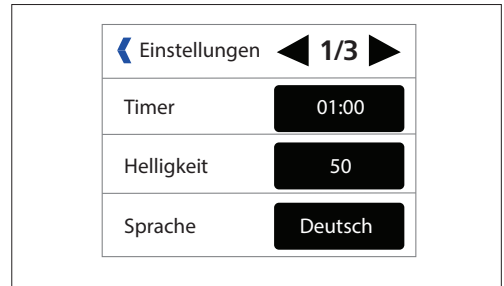 Einstellungen 1/3
Timer 01:00
Helligkeit 50
Sprache Deutsch